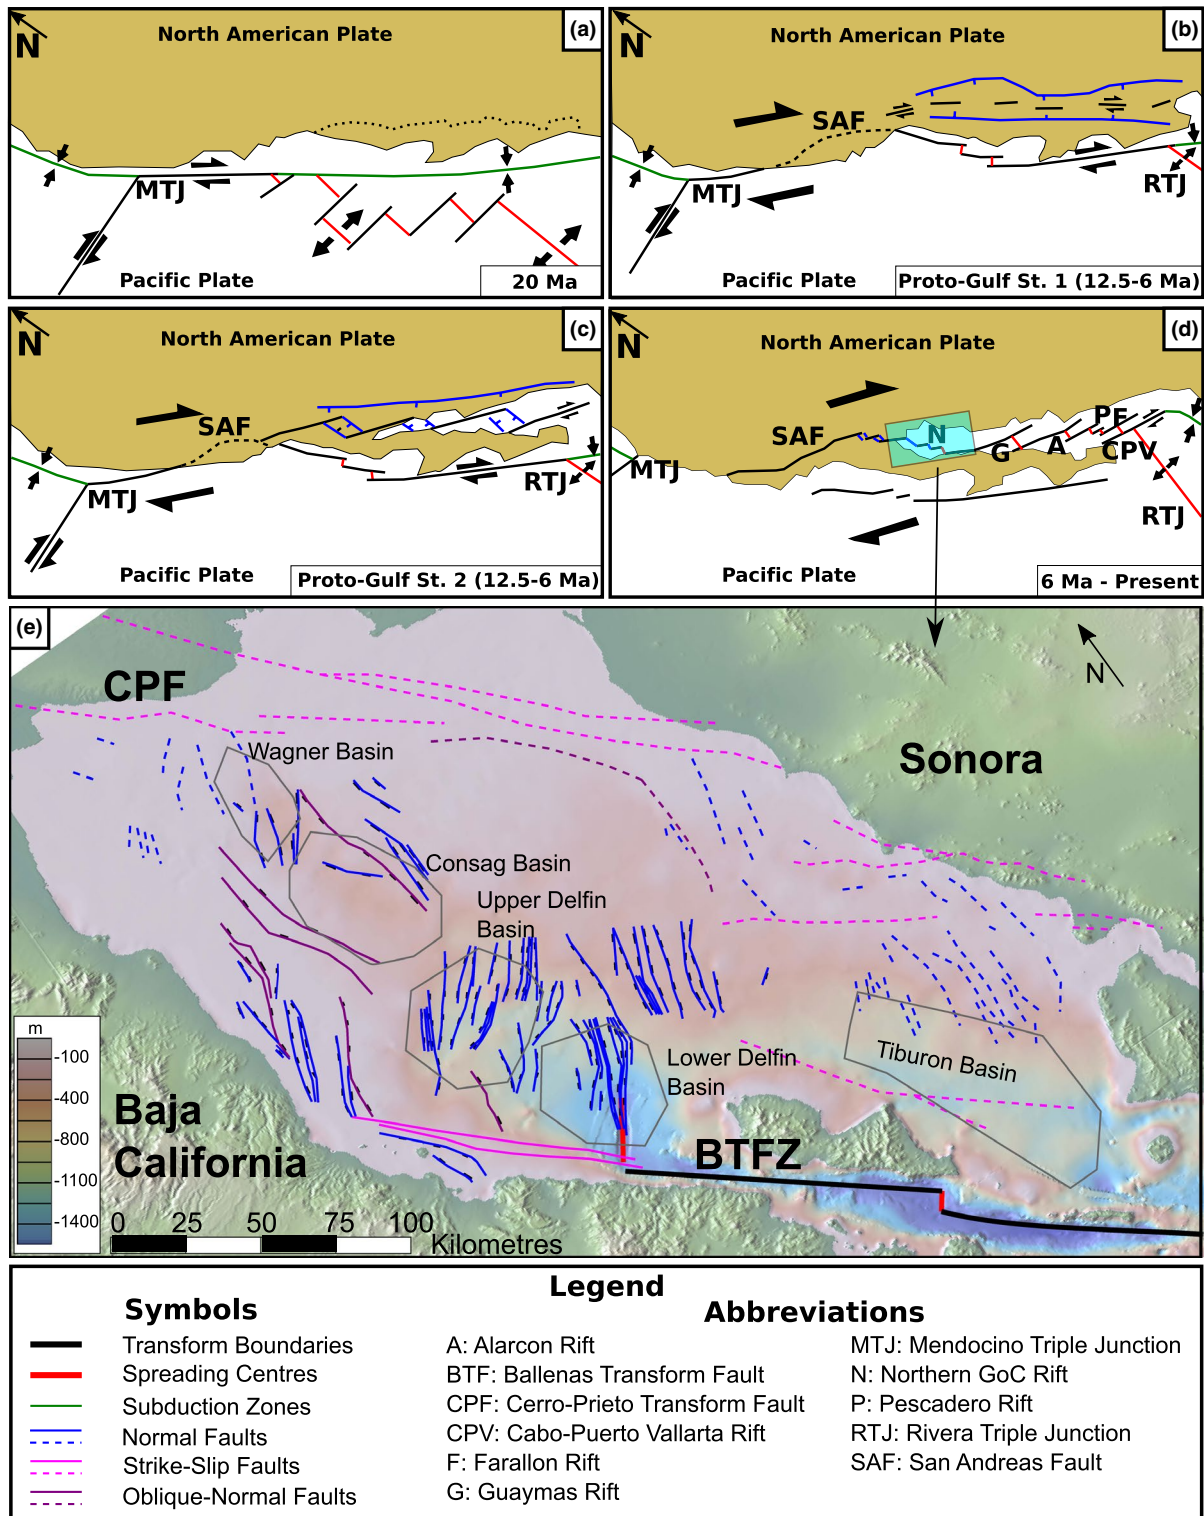 (a)
North American Plate
N
MTJ
Pacific Plate
20 Ma
(b)
North American Plate
N
SAF
MTJ
RTJ
Pacific Plate
Proto-Gulf St. 1 (12.5-6 Ma)
(c)
North American Plate
N
SAF
MTJ
RTJ
Pacific Plate
Proto-Gulf St. 2 (12.5-6 Ma)
(d)
North American Plate
N
SAF
N
G
A
P F
CPV
MTJ
RTJ
Pacific Plate
6 Ma - Present
(e)
N
CPF
Sonora
Wagner Basin
Consag Basin
Upper Delfin
Basin
Lower Delfin
Basin
Tiburon Basin
BTFZ
Baja
California
m
-100
-400
-800
-1100
-1400
0 25 50 75 100
Kilometres
Legend
Symbols
Transform Boundaries
Spreading Centres
Subduction Zones
Normal Faults
Strike-Slip Faults
Oblique-Normal Faults
Abbreviations
A: Alarcon Rift
BTF: Ballenas Transform Fault
CPF: Cerro-Prieto Transform Fault
CPV: Cabo-Puerto Vallarta Rift
F: Farallon Rift
G: Guaymas Rift
MTJ: Mendocino Triple Junction
N: Northern GoC Rift
P: Pescadero Rift
RTJ: Rivera Triple Junction
SAF: San Andreas Fault